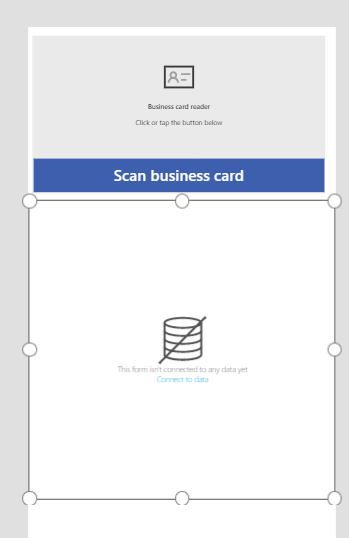 Business card reader
Click or tap the button below
Scan business card
This form isn't connected to any data yet
Connect to data